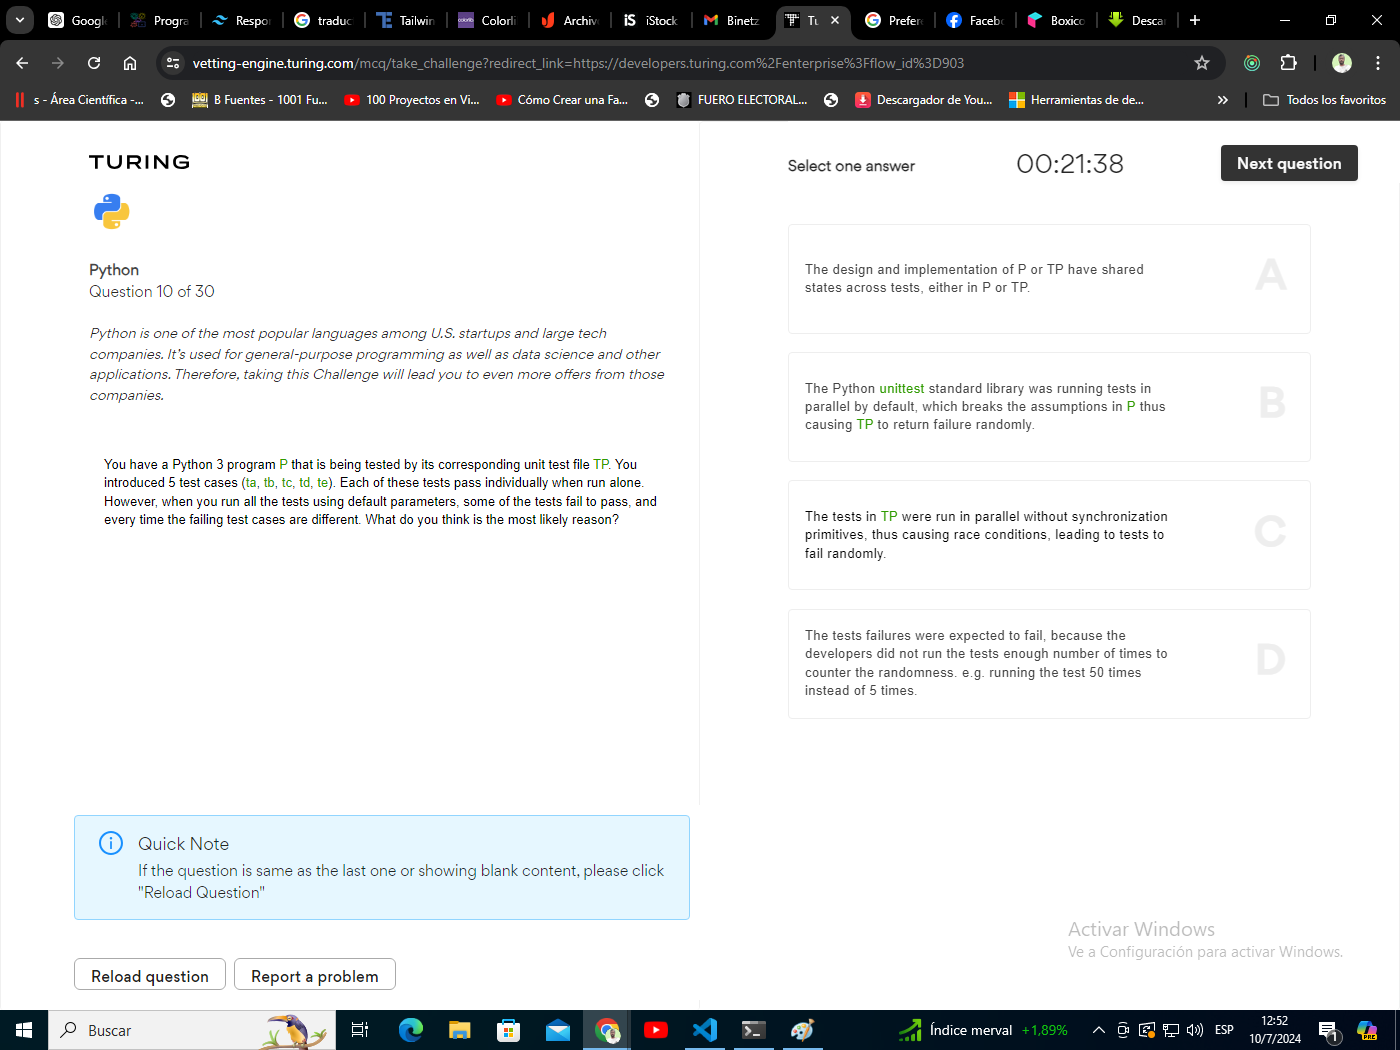 Google
Progra
Respor
traduc
Tailwin
Colorli
Archiv
iStock
Binetz
Tu
Prefer
Faceb
Boxico
Desca
vetting-engine.turing.com/mcq/take_challenge?redirect_link=https://developers.turing.com%2Fenterprise%3Fflow_id%3D903
s - Área Científica -...
B Fuentes - 1001 Fu...
100 Proyectos en Vi...
Cómo Crear una Fa...
FUERO ELECTORAL...
Descargador de You...
Herramientas de de...
Todos los favoritos
TURING
Python
Question 10 of 30
Python is one of the most popular languages among U.S. startups and large tech
companies. It's used for general-purpose programming as well as data science and other
applications. Therefore, taking this Challenge will lead you to even more offers from those
companies.
You have a Python 3 program P that is being tested by its corresponding unit test file TP. You
introduced 5 test cases (ta, tb, tc, td, te). Each of these tests pass individually when run alone.
However, when you run all the tests using default parameters, some of the tests fail to pass, and
every time the failing test cases are different. What do you think is the most likely reason?
Quick Note
If the question is same as the last one or showing blank content, please click
"Reload Question"
Reload question
Report a problem
Select one answer
00:21:38
Next question
The design and implementation of P or TP have shared
states across tests, either in P or TP.
A
The Python unittest standard library was running tests in
parallel by default, which breaks the assumptions in P thus
causing TP to return failure randomly.
B
The tests in TP were run in parallel without synchronization
primitives, thus causing race conditions, leading to tests to
fail randomly.
C
The tests failures were expected to fail, because the
developers did not run the tests enough number of times to
counter the randomness. e.g. running the test 50 times
instead of 5 times.
D
Activar Windows
Ve a Configuración para activar Windows.
Buscar
Índice merval +1,89%
ESP
12:52
10/7/2024
1
PRE